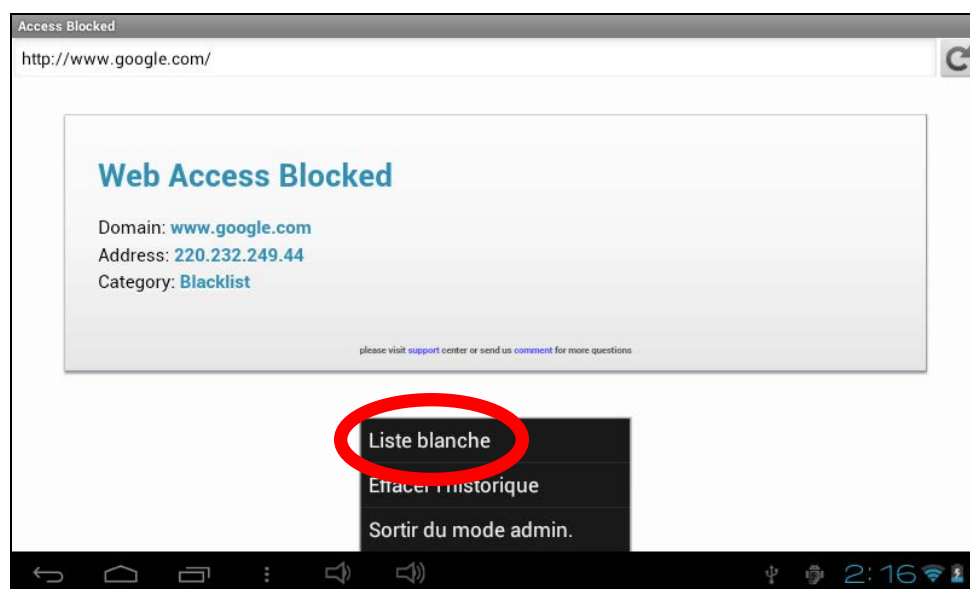 Access Blocked
http://www.google.com/
Web Access Blocked
Domain: www.google.com
Address: 220.232.249.44
Category: Blacklist
please visit support center or send us comment for more questions
Liste blanche
Effacer l'historique
Sortir du mode admin.
2:16